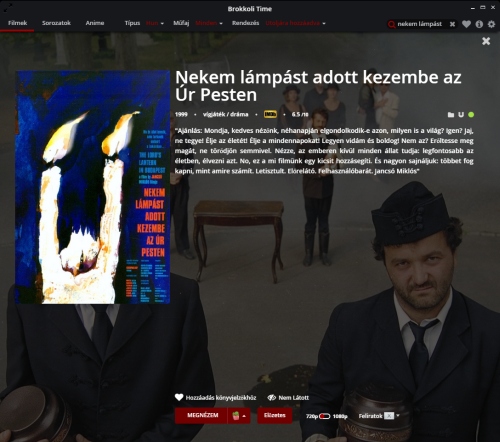 Brokkoli Time
Filmek Sorozatok Anime Típus Műfaj Rendezés nekem lámpást
Nekem lámpást adott kezembe az
Úr Pesten
1999 • vígjáték / dráma • IMDb • 6.5 /10
"Ajánlás: Mondja, kedves nézünk, néhanapján elgondolkodik-e azon, milyen is a világ? Igen? Jaj,
ne tegye! Élje az életét! Élje a mindennapokat! Legyen vidám és boldog! Nem az? Erőltesse meg
magát, ne törődjön semmivel. Nézze, az emberen kívül minden állat tudja: legfontosabb az
életben, élvezni azt. No, ez a mi filmünk egy kicsit hozzásegíti. És nagyon sajnáljuk: többet fog
kapni, mint amire számít. Letisztult. Előrelátó. Felhasználóbarát. Jancsó Miklós"
THE LORD'S
LANTERN
IN BUDAPEST
NEKEM
LÁMPÁST
ADOTT
KEZEMBE
AZ ÚR
PESTEN
Hozzáadás könyvjelzőkhöz Nem Látott
MEGNÉZEM Előzetes 720p 1080p Feliratok